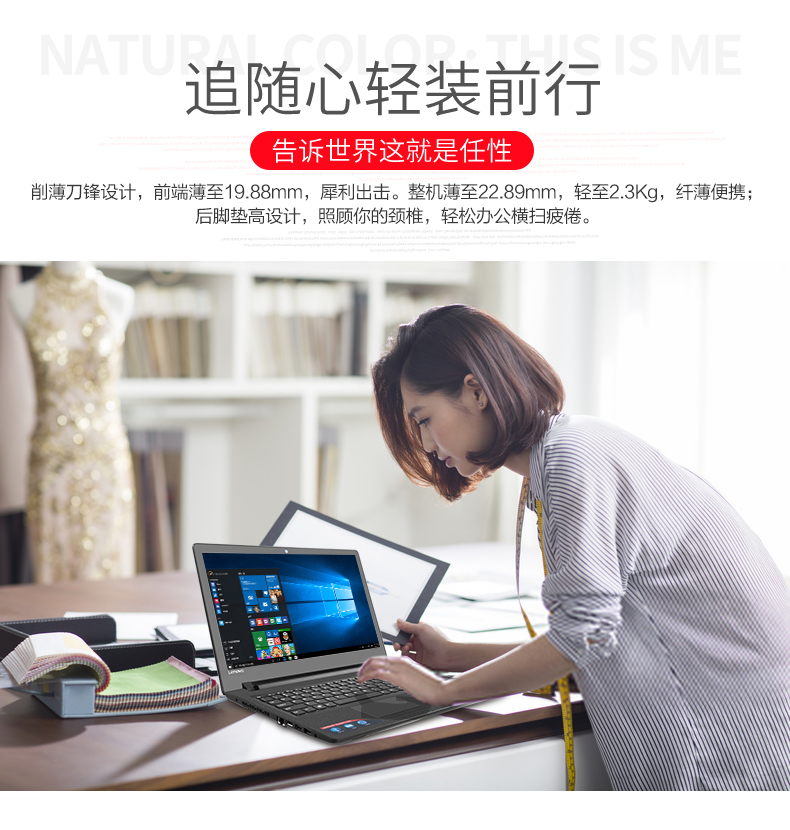 NATURAL COLOR: THIS IS ME
追随心轻装前行
告诉世界这就是任性
削薄刀锋设计，前端薄至19.88mm，犀利出击。整机薄至22.89mm，轻至2.3Kg，纤薄便携；
后脚垫高设计，照顾你的颈椎，轻松办公横扫疲倦。
Lenovo